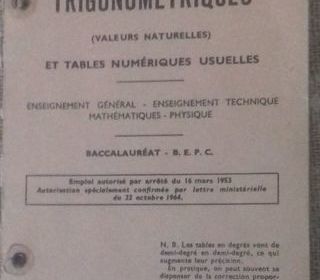 TRIGONOMÉTRIQUES
(VALEURS NATURELLES)
ET TABLES NUMÉRIQUES USUELLES
ENSEIGNEMENT GÉNÉRAL - ENSEIGNEMENT TECHNIQUE
MATHÉMATIQUES - PHYSIQUE
BACCALAURÉAT - B. E. P. C.
Emploi autorisé par arrêté du 16 mars 1953
Autorisation spécialement confirmée par lettre ministérielle
du 22 octobre 1964.
N. B. Les tables en degrés vont de
demi-degré en demi-degré, ce qui
augmente leur précision.
En pratique, on peut souvent se
dispenser de la correction propor-